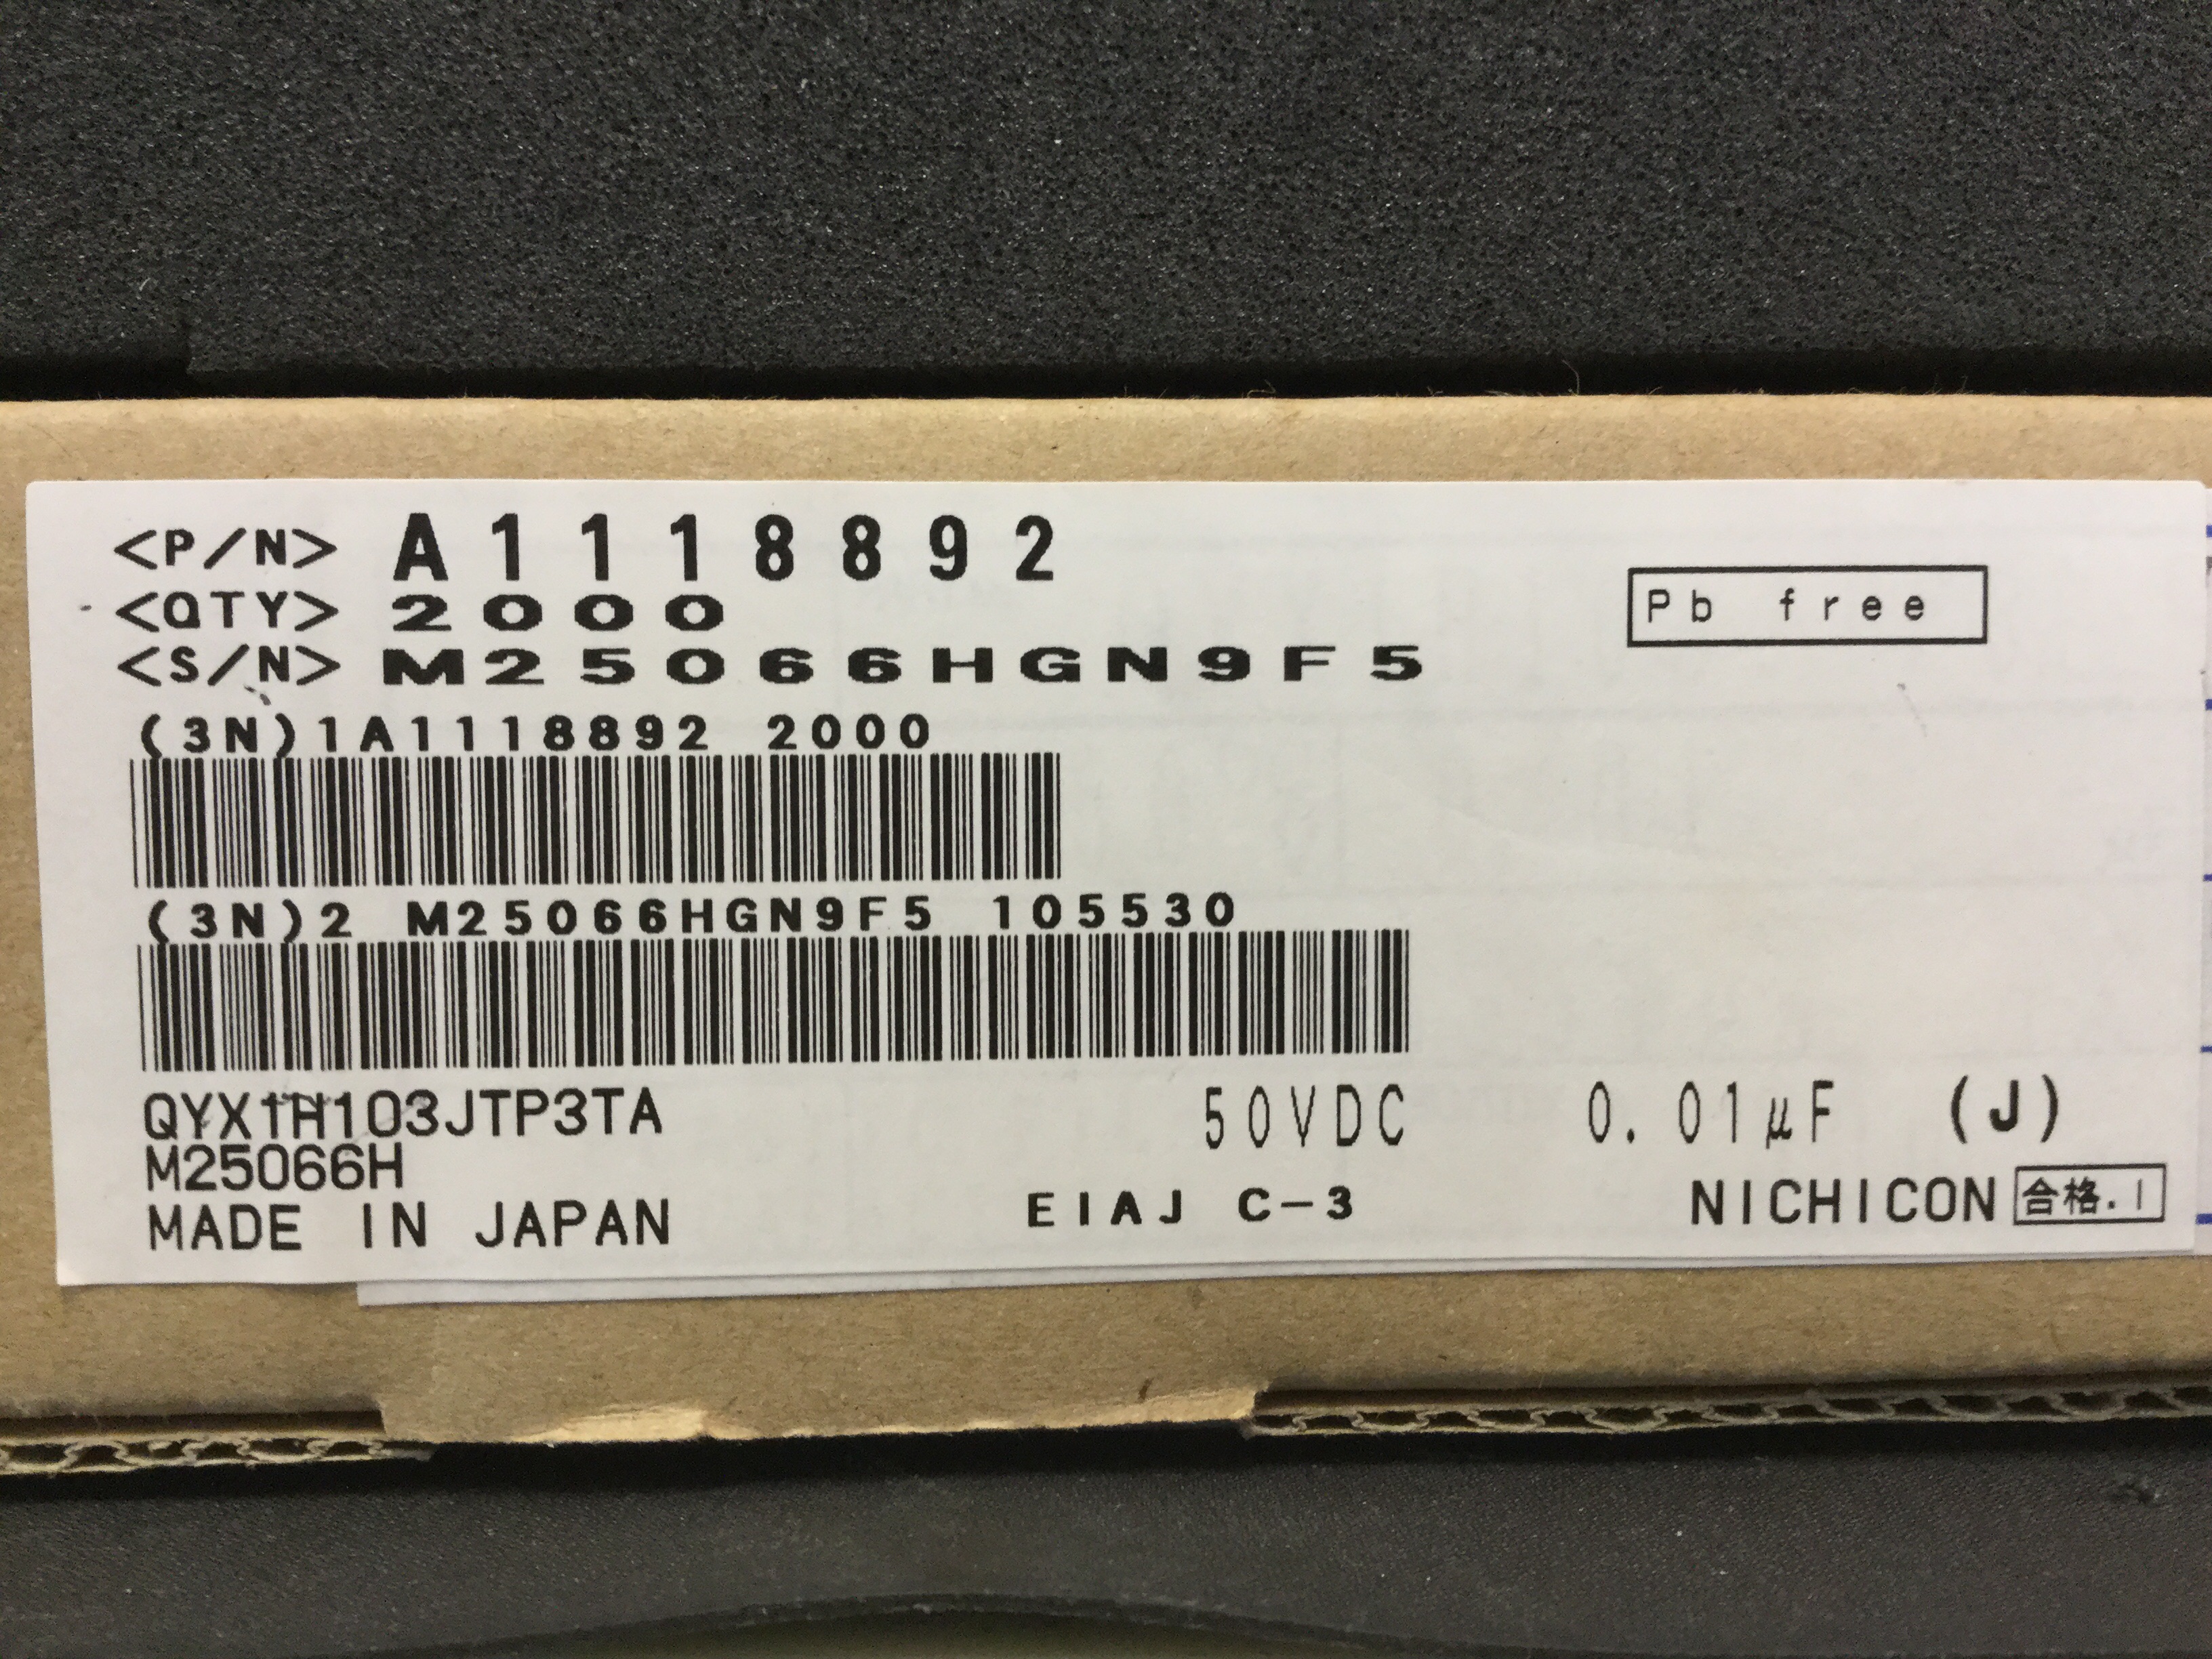 <P/N> A1118892
<QTY> 2000
<S/N> M25066HGN9F5
Pb free
(3N)1A1118892 2000
(3N)2 M25066HGN9F5 105530
QYX1H103JTP3TA 50VDC 0.01μF (J)
M25066H
MADE IN JAPAN EIAJ C-3 NICHICON 合格.I